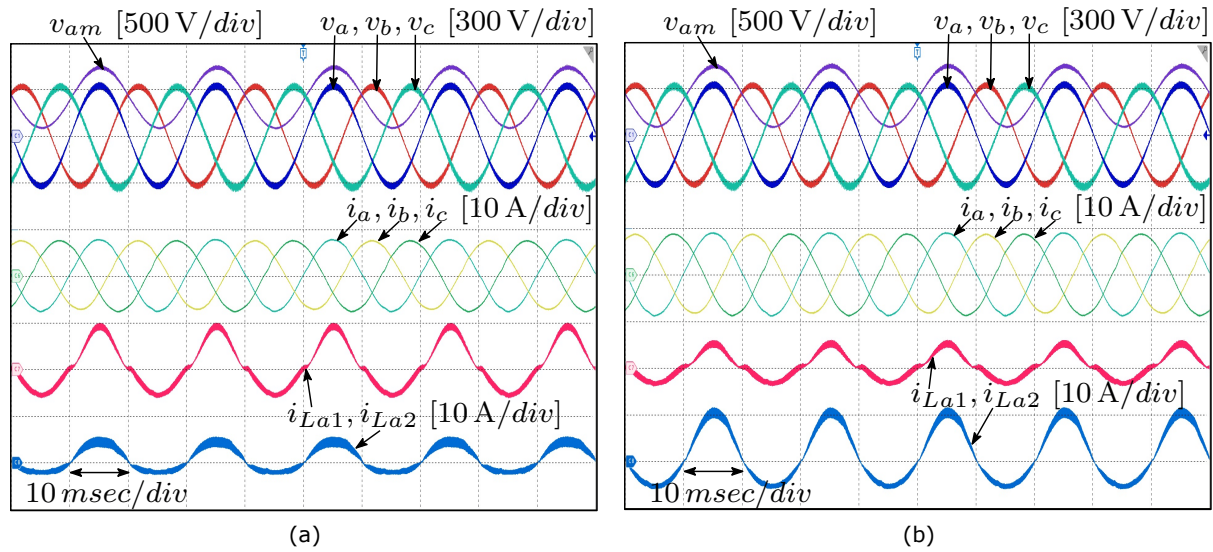 v_am [500 V/div] v_a, v_b, v_c [300 V/div]
i_a, i_b, i_c [10 A/div]
i_La1, i_La2 [10 A/div]
10 msec/div
(a)
v_am [500 V/div] v_a, v_b, v_c [300 V/div]
i_a, i_b, i_c [10 A/div]
i_La1, i_La2 [10 A/div]
10 msec/div
(b)